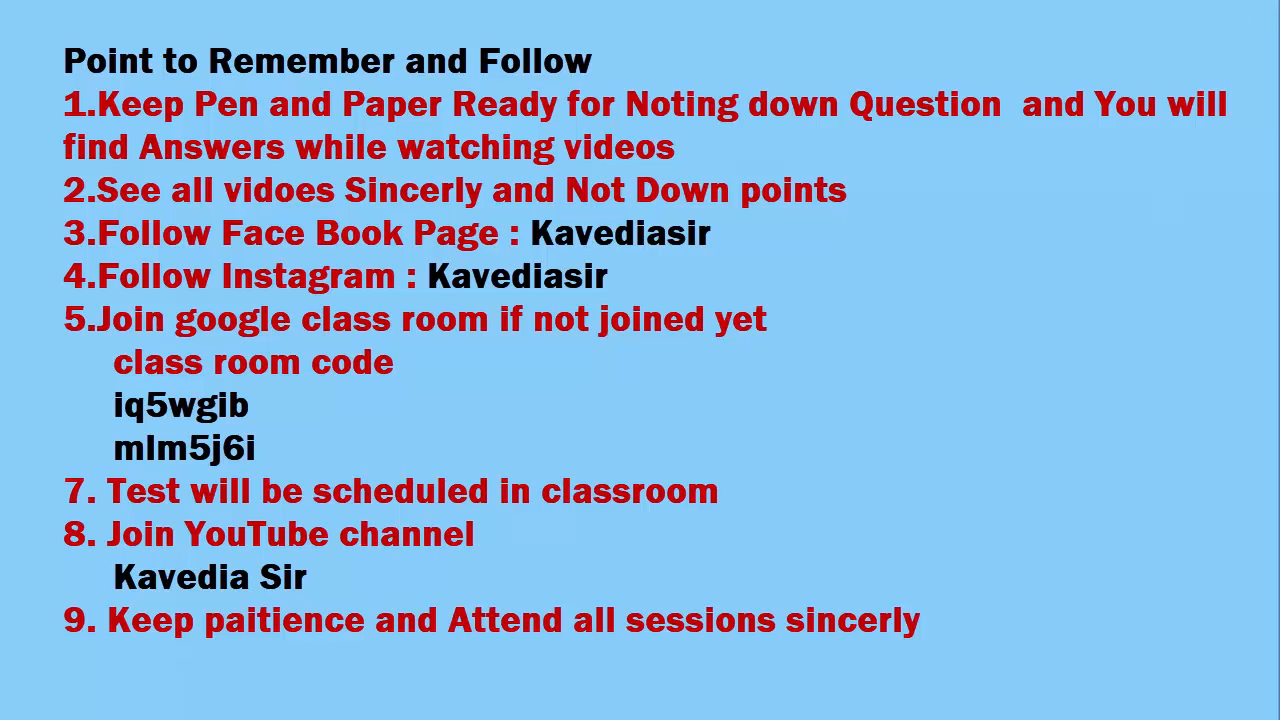 Point to Remember and Follow
1.Keep Pen and Paper Ready for Noting down Question  and You will
find Answers while watching videos
2.See all vidoes Sincerly and Not Down points
3.Follow Face Book Page : Kavediasir
4.Follow Instagram : Kavediasir
5.Join google class room if not joined yet
class room code
iq5wgib
mlm5j6i
7. Test will be scheduled in classroom
8. Join YouTube channel
Kavedia Sir
9. Keep paitience and Attend all sessions sincerly